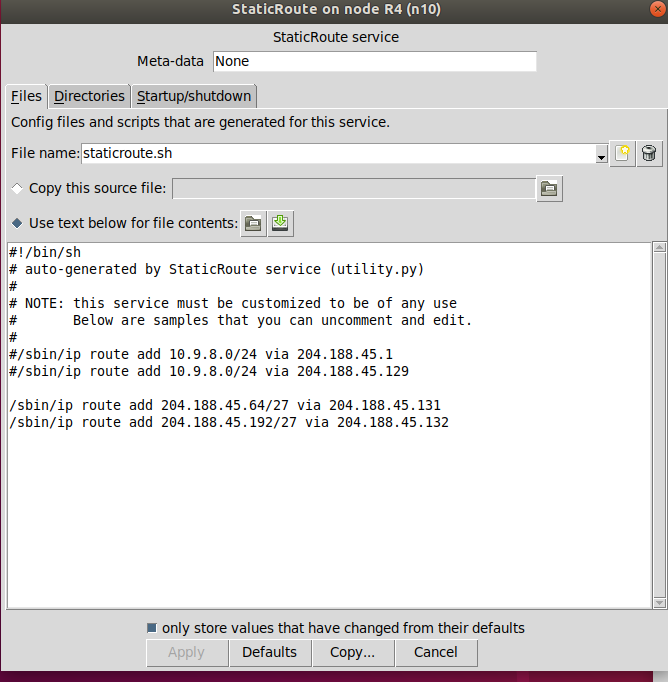 StaticRoute on node R4 (n10)
StaticRoute service
Meta-data None
Files Directories Startup/shutdown
Config files and scripts that are generated for this service.
File name: staticroute.sh
Copy this source file:
Use text below for file contents:
#!/bin/sh
# auto-generated by StaticRoute service (utility.py)
#
# NOTE: this service must be customized to be of any use
#       Below are samples that you can uncomment and edit.
#
#/sbin/ip route add 10.9.8.0/24 via 204.188.45.1
#/sbin/ip route add 10.9.8.0/24 via 204.188.45.129
/sbin/ip route add 204.188.45.64/27 via 204.188.45.131
/sbin/ip route add 204.188.45.192/27 via 204.188.45.132
only store values that have changed from their defaults
Apply Defaults Copy... Cancel